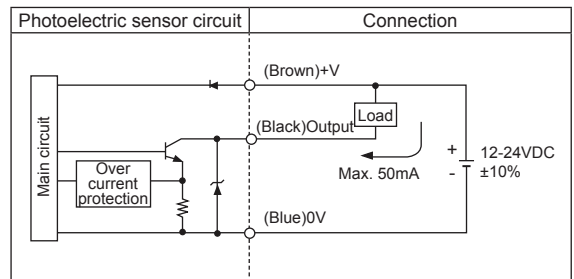 Photoelectric sensor circuit
Connection
(Brown)+V
Load
(Black)Output
Main circuit
Over
current
protection
Max. 50mA
+
-
12-24VDC
±10%
(Blue)0V